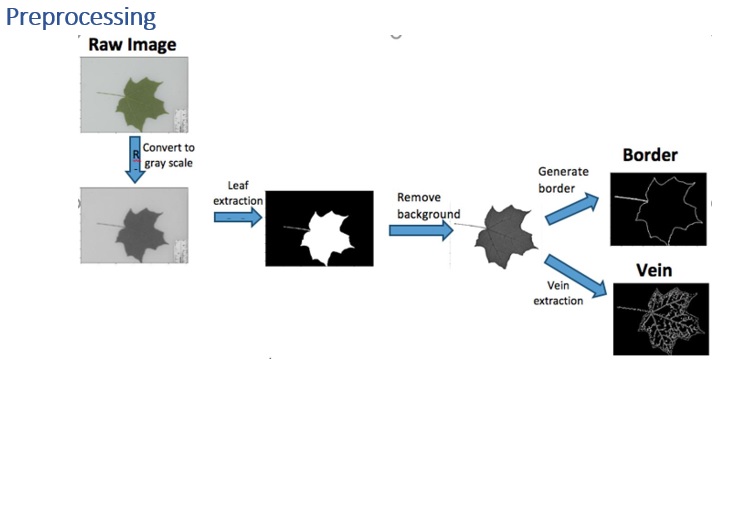 Preprocessing
Raw Image
R
Convert to
gray scale
Leaf
extraction
Remove
background
Generate
border
Border
Vein
extraction
Vein